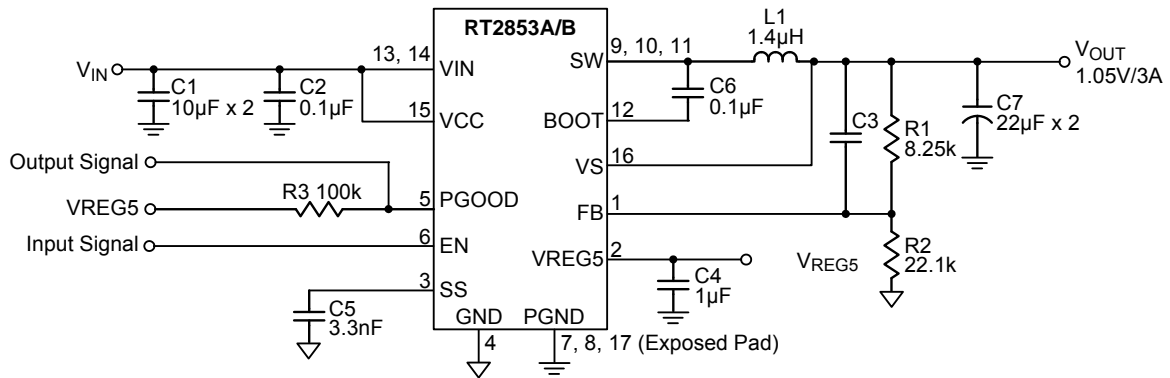 RT2853A/B
VIN
13, 14
VIN
C1
10µF x 2
C2
0.1µF
15
VCC
Output Signal
R3 100k
VREG5
5
PGOOD
Input Signal
6
EN
3
SS
C5
3.3nF
GND
4
PGND
7, 8, 17 (Exposed Pad)
SW
9, 10, 11
L1
1.4µH
C6
0.1µF
BOOT
12
VS
16
FB
1
VREG5
2
C4
1µF
VREG5
C3
R1
8.25k
R2
22.1k
C7
22µF x 2
VOUT
1.05V/3A